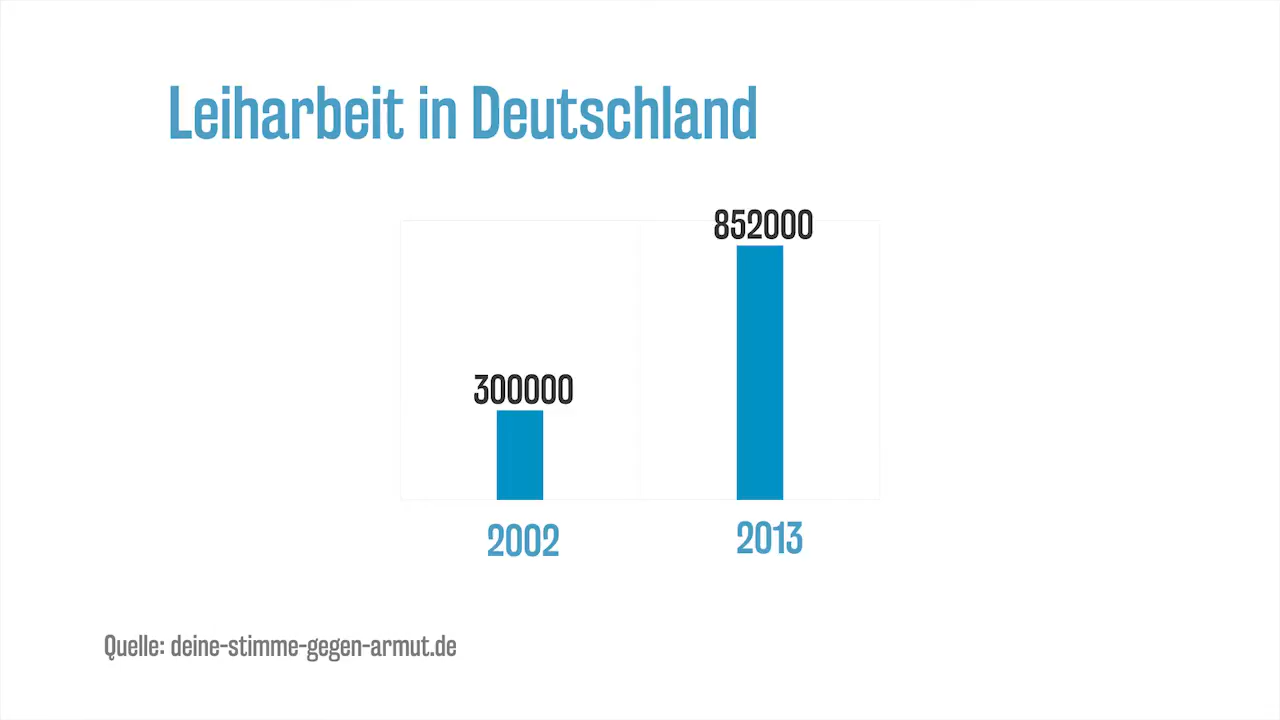 Leiharbeit in Deutschland
852000
300000
2002
2013
Quelle: deine-stimme-gegen-armut.de